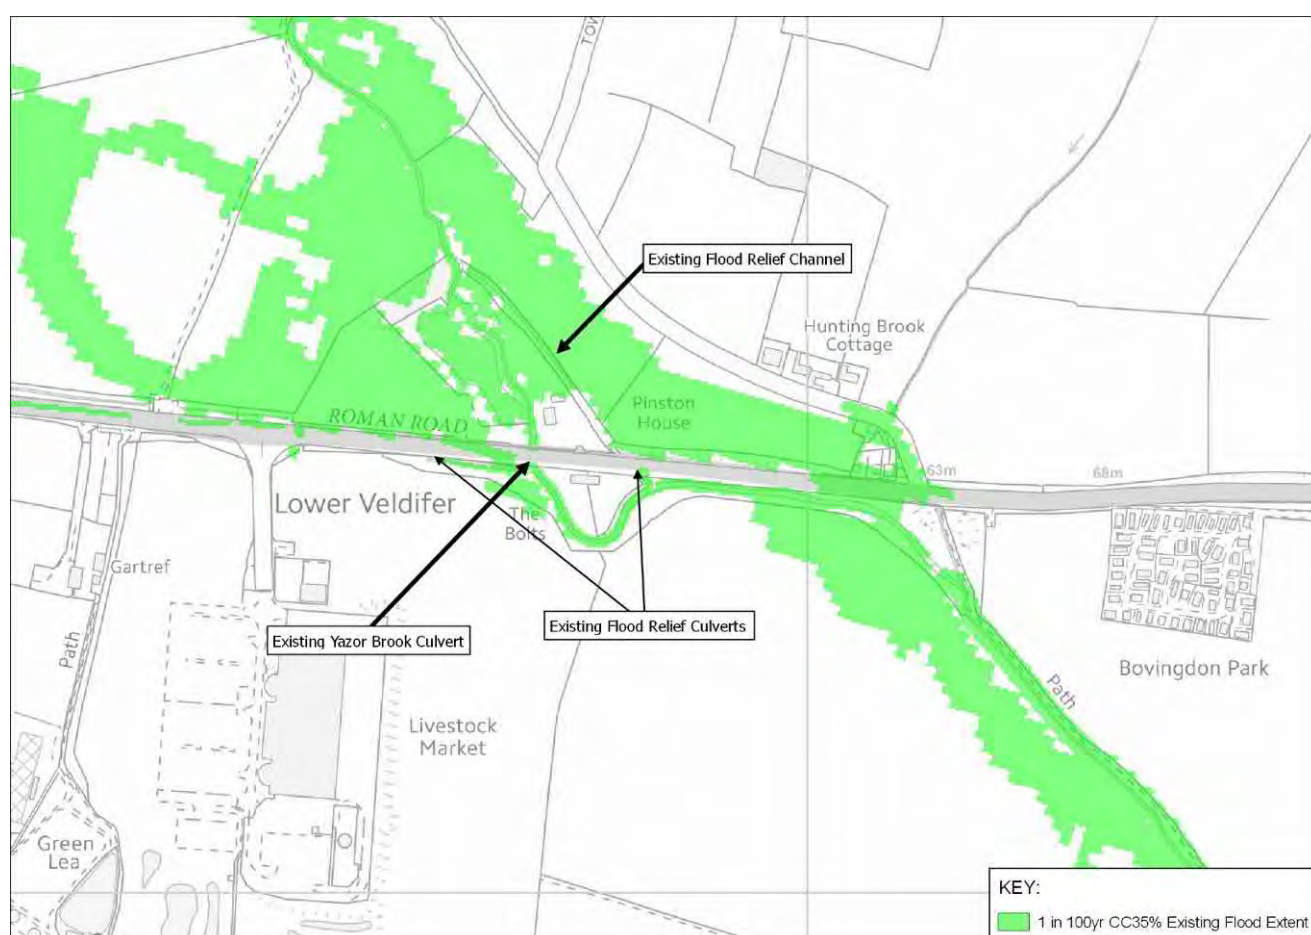 TOW
Existing Flood Relief Channel
Hunting Brook
Cottage
Pinston
House
ROMAN ROAD
63m
68m
Lower Veldifer
The
Bolts
Gartref
Existing Flood Relief Culverts
Existing Yazor Brook Culvert
Path
Bovingdon Park
Path
Livestock
Market
Green
Lea
KEY:
1 in 100yr CC35% Existing Flood Extent